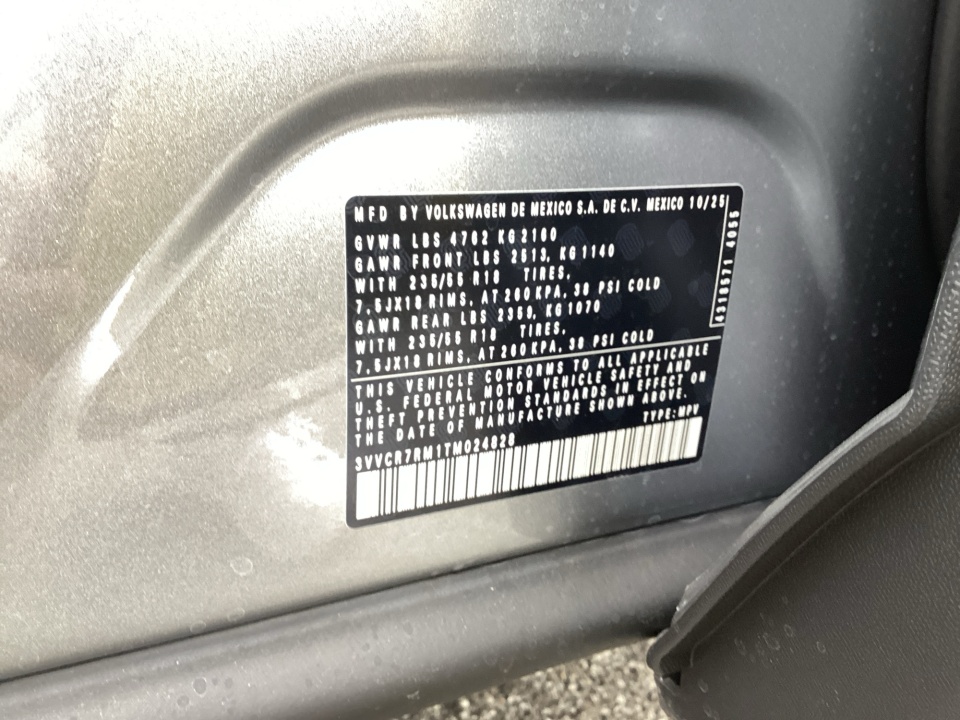 MFD BY VOLKSWAGEN DE MEXICO S.A. DE C.V. MEXICO 10/25
GVWR LBS 4762 KG2160
GAWR FRONT LBS 2513, KG1140
WITH 235/55 R18 TIRES,
7.5JX18 RIMS, AT 260KPA, 38 PSI COLD
GAWR REAR LBS 2359, KG1070
WITH 235/55 R18 TIRES,
7.5JX18 RIMS, AT 260KPA, 38 PSI COLD
4318571 4055
THIS VEHICLE CONFORMS TO ALL APPLICABLE
U.S. FEDERAL MOTOR VEHICLE SAFETY AND
THEFT PREVENTION STANDARDS IN EFFECT ON
THE DATE OF MANUFACTURE SHOWN ABOVE.
TYPE:MPV
3VVCR7RM1TM024828